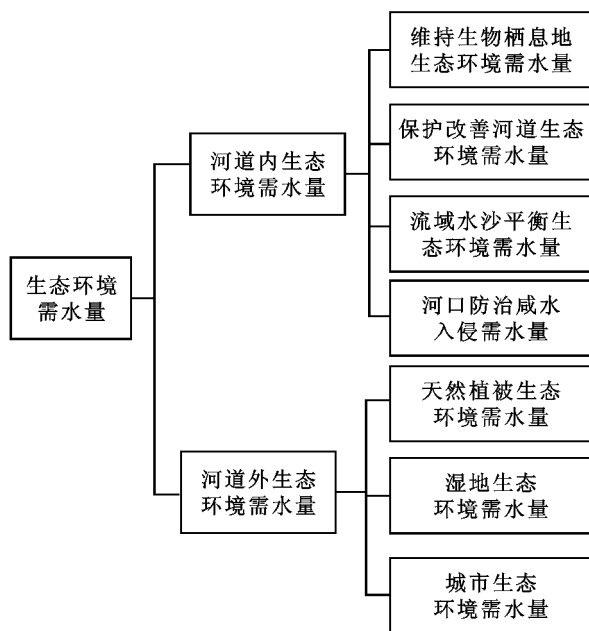 生态环境
需水量
河道内生态
环境需水量
维持生物栖息地
生态环境需水量
保护改善河道生态
环境需水量
流域水沙平衡生
态环境需水量
河口防治咸水
入侵需水量
河道外生态
环境需水量
天然植被生态
环境需水量
湿地生态
环境需水量
城市生态
环境需水量